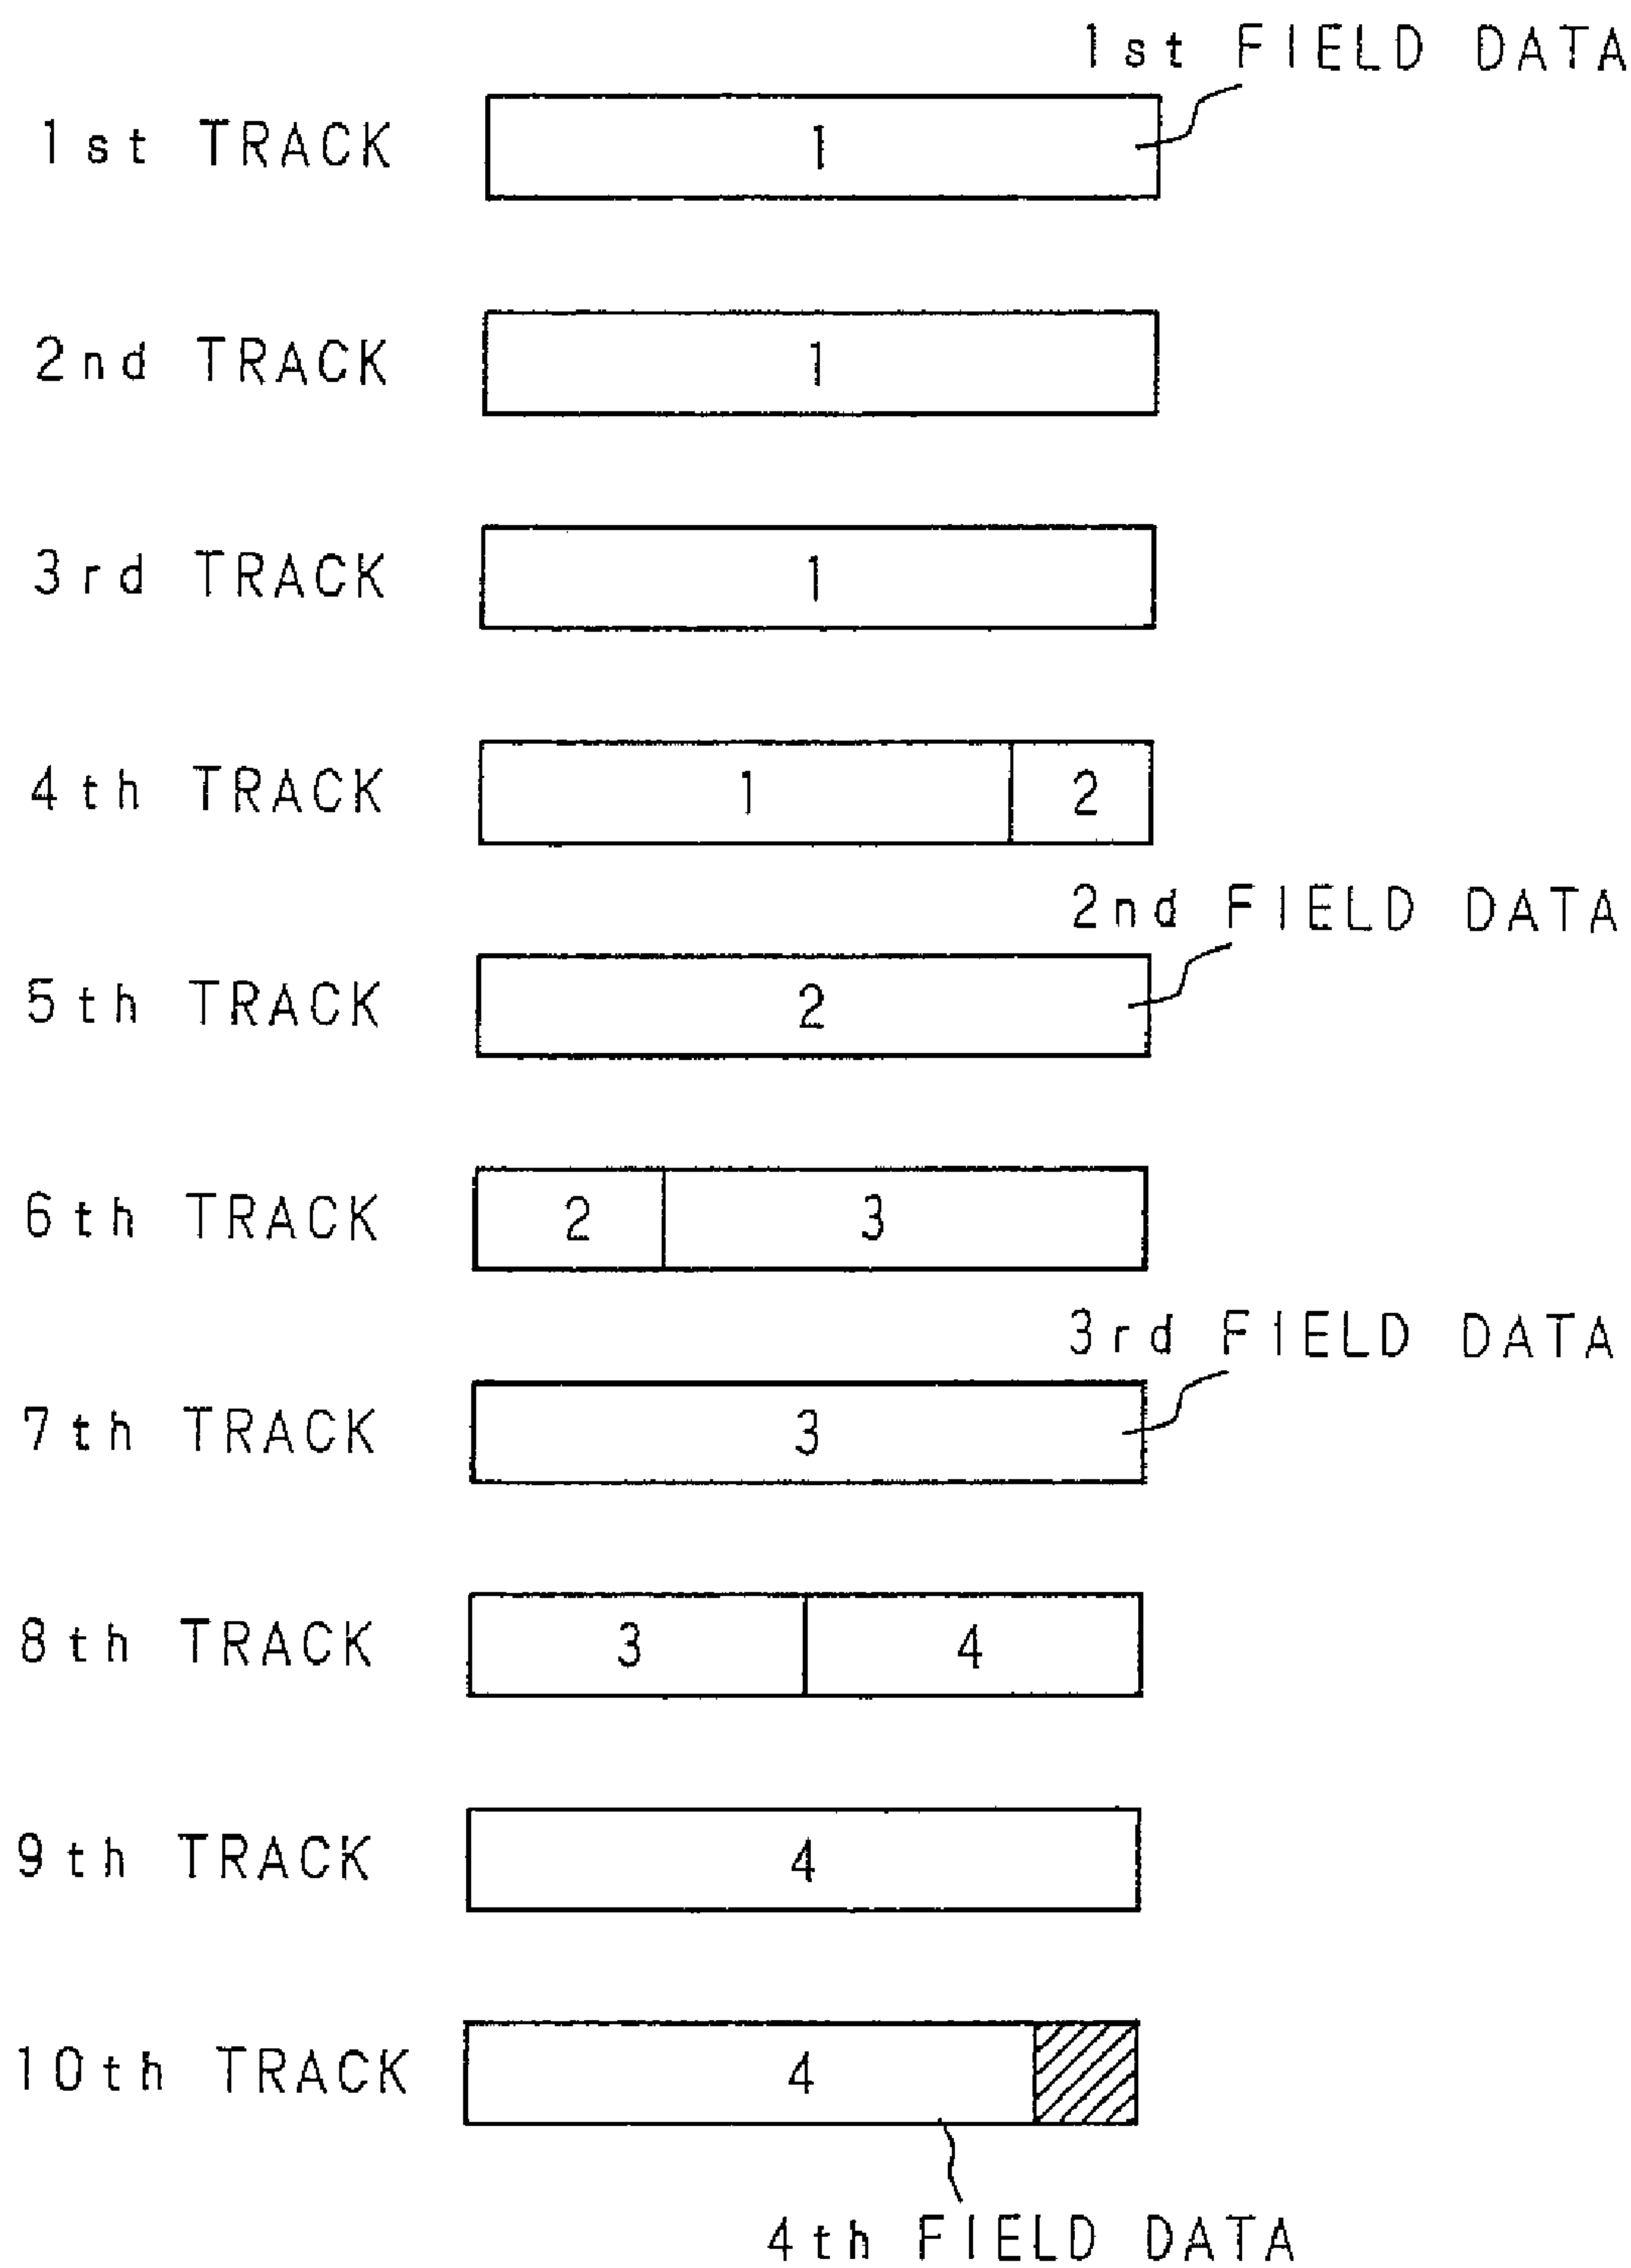 1st FIELD DATA
1st TRACK 1
2nd TRACK 1
3rd TRACK 1
4th TRACK 1 2
2nd FIELD DATA
5th TRACK 2
6th TRACK 2 3
3rd FIELD DATA
7th TRACK 3
8th TRACK 3 4
9th TRACK 4
10th TRACK 4
4th FIELD DATA